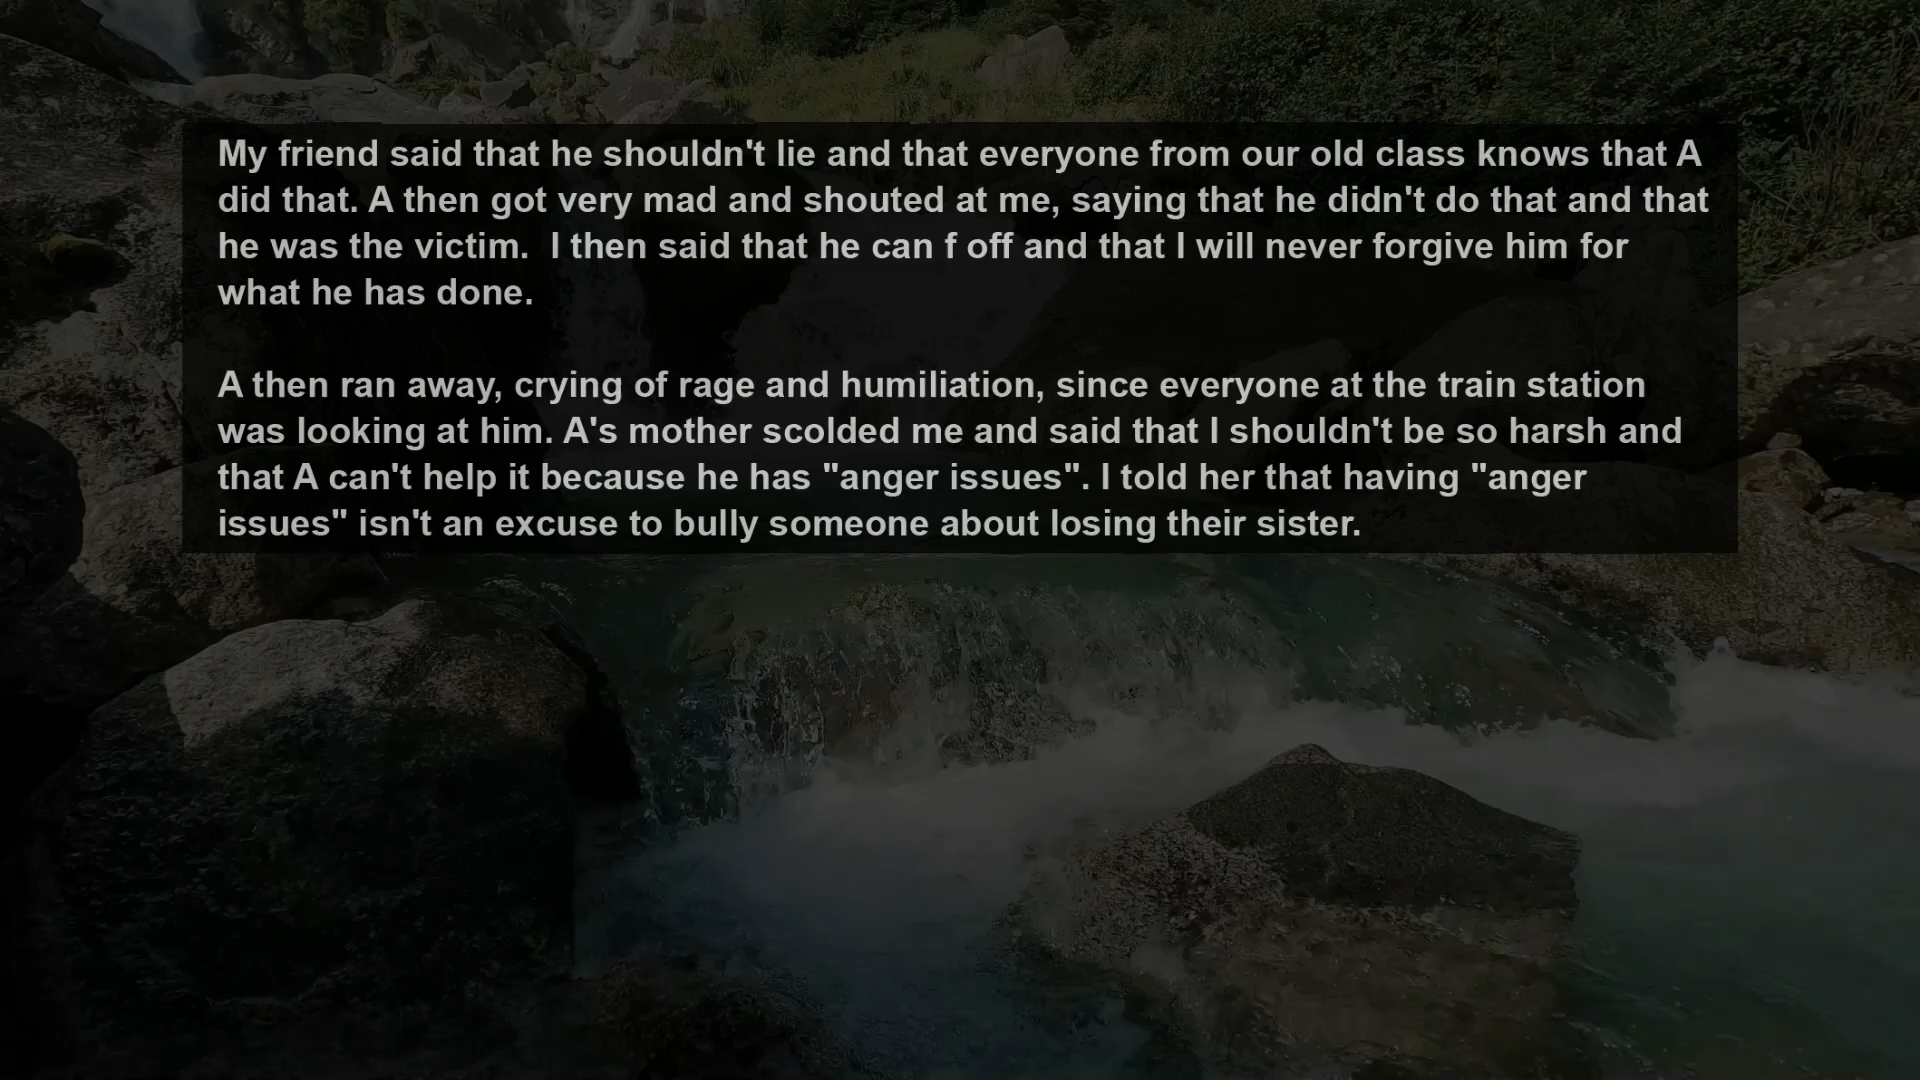 My friend said that he shouldn't lie and that everyone from our old class knows that A
did that. A then got very mad and shouted at me, saying that he didn't do that and that
he was the victim.  I then said that he can f off and that I will never forgive him for
what he has done.
A then ran away, crying of rage and humiliation, since everyone at the train station
was looking at him. A's mother scolded me and said that I shouldn't be so harsh and
that A can't help it because he has "anger issues". I told her that having "anger
issues" isn't an excuse to bully someone about losing their sister.